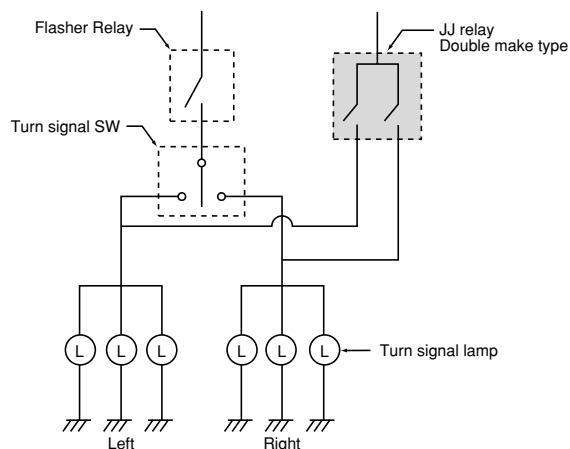 Flasher Relay
JJ relay
Double make type
Turn signal SW
L
L
L
L
L
L
Turn signal lamp
Left
Right